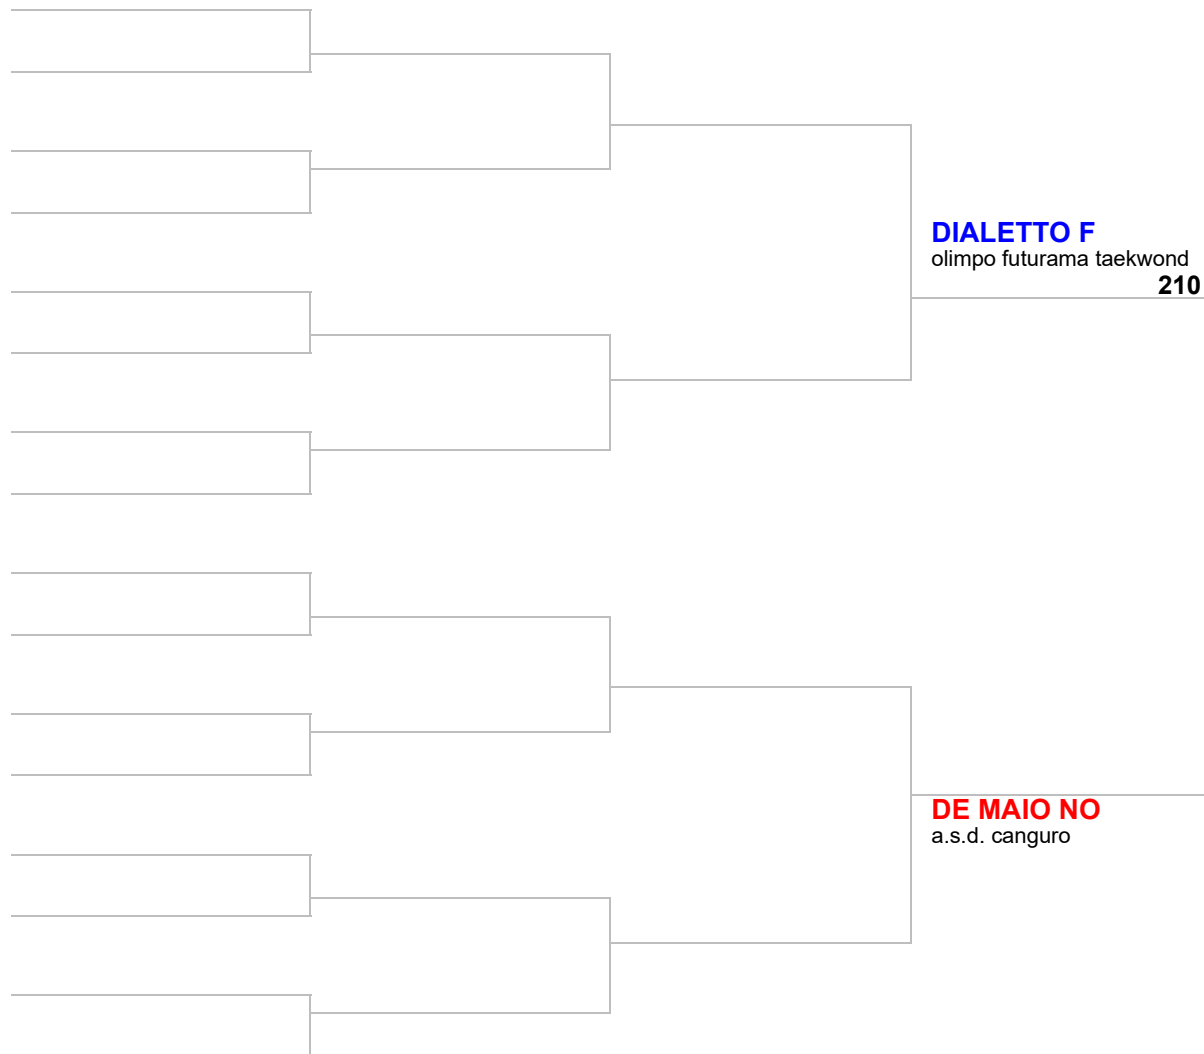 DIALETTO F
olimpo futurama taekwond
210
DE MAIO NO
a.s.d. canguro